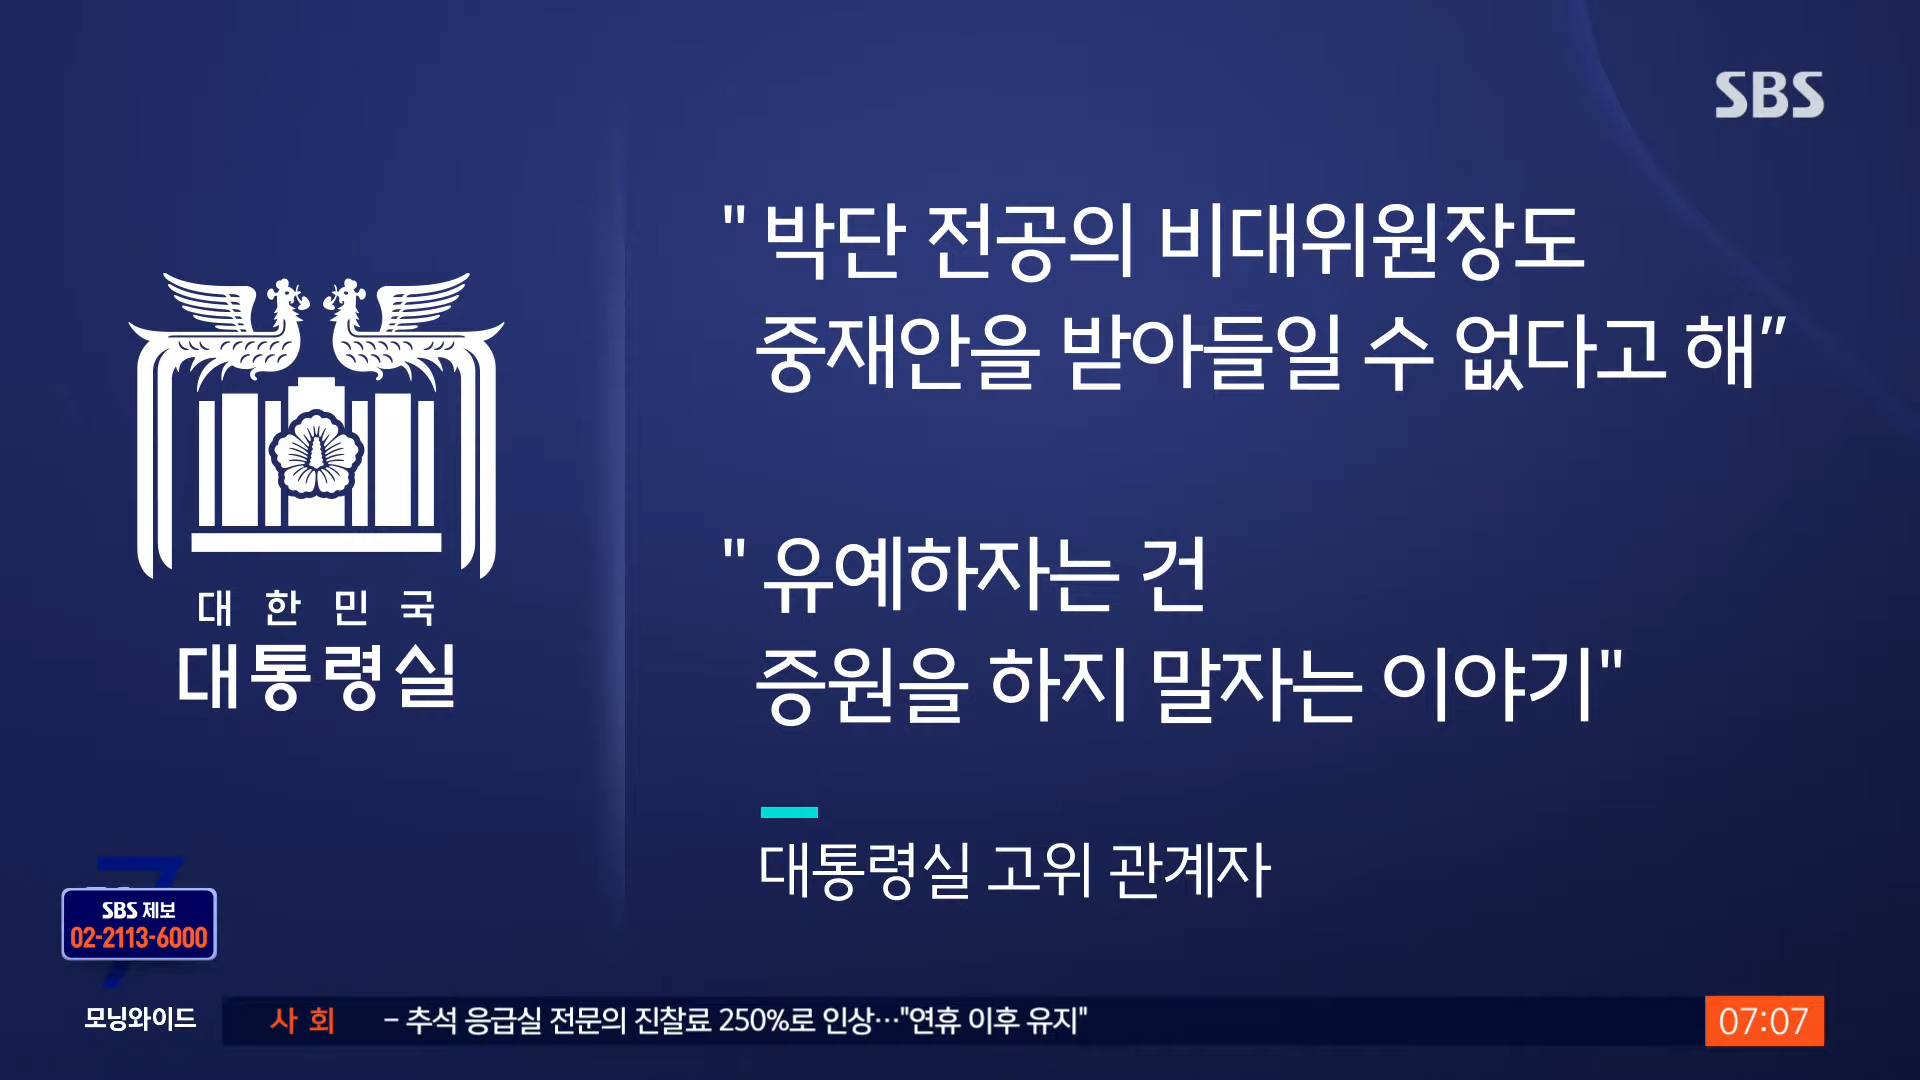 SBS
" 박단 전공의 비대위원장도
중재안을 받아들일 수 없다고 해”
" 유예하자는 건
증원을 하지 말자는 이야기"
대통령실 고위 관계자
대 한 민 국
대통령실
7
SBS 제보
02-2113-6000
모닝와이드
사 회 - 추석 응급실 전문의 진찰료 250%로 인상…"연휴 이후 유지"
07:07